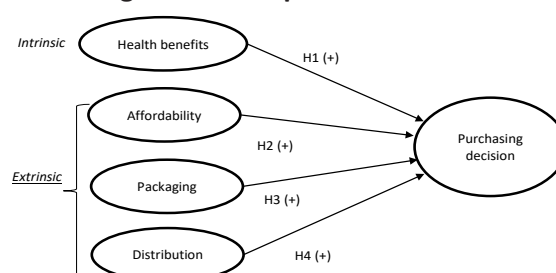 Intrinsic
Health benefits
H1 (+)
Affordability
H2 (+)
Purchasing
decision
Extrinsic
Packaging
H3 (+)
Distribution
H4 (+)